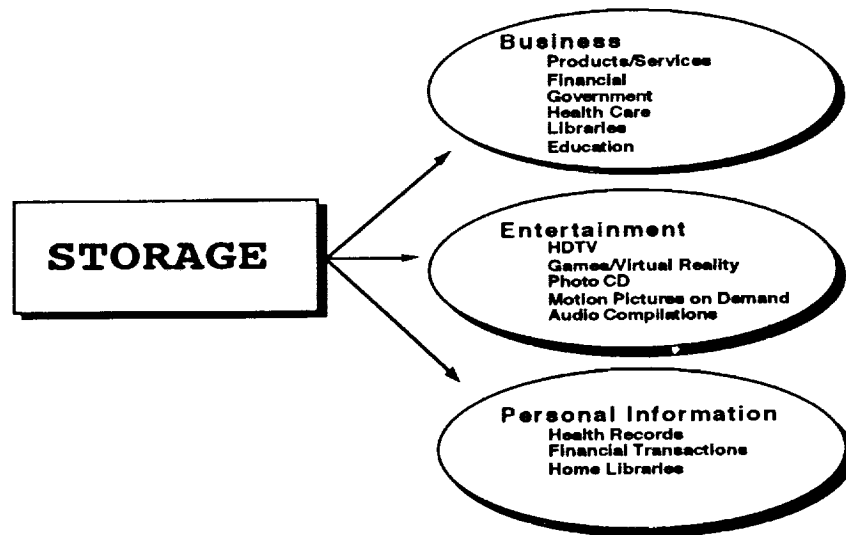 STORAGE
Business
Products/Services
Financial
Government
Health Care
Libraries
Education
Entertainment
HDTV
Games/Virtual Reality
Photo CD
Motion Pictures on Demand
Audio Compilations
Personal Information
Health Records
Financial Transactions
Home Libraries